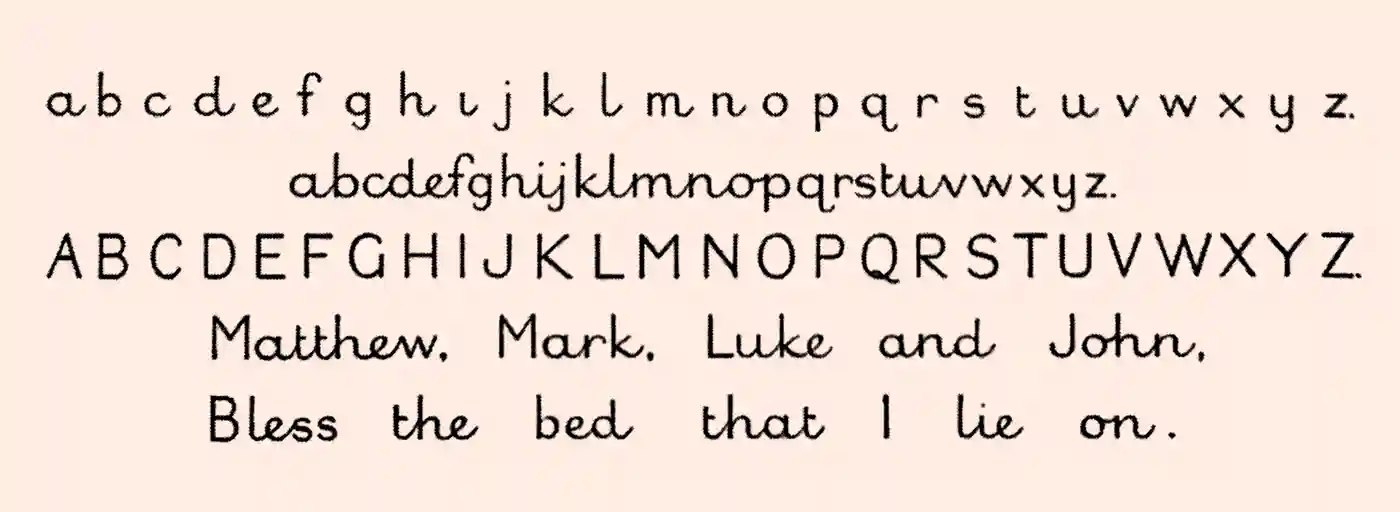 a b c d e f g h i j k l m n o p q r s t u v w x y z.
abcdefghijklmnopqrstuvwxyz.
A B C D E F G H I J K L M N O P Q R S T U V W X Y Z.
Matthew, Mark, Luke and John,
Bless the bed that I lie on.